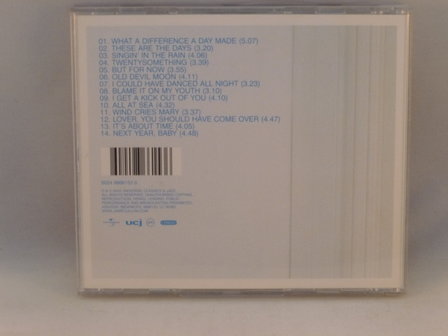 01. WHAT A DIFFERENCE A DAY MADE (5.07)
02. THESE ARE THE DAYS (3.20)
03. SINGIN' IN THE RAIN (4.06)
04. TWENTYSOMETHING (3.39)
05. BUT FOR NOW (3.55)
06. OLD DEVIL MOON (4.11)
07. I COULD HAVE DANCED ALL NIGHT (3.23)
08. BLAME IT ON MY YOUTH (3.10)
09. I GET A KICK OUT OF YOU (4.10)
10. ALL AT SEA (4.32)
11. WIND CRIES MARY (3.37)
12. LOVER, YOU SHOULD HAVE COME OVER (4.47)
13. IT'S ABOUT TIME (4.05)
14. NEXT YEAR, BABY (4.48)
ucj